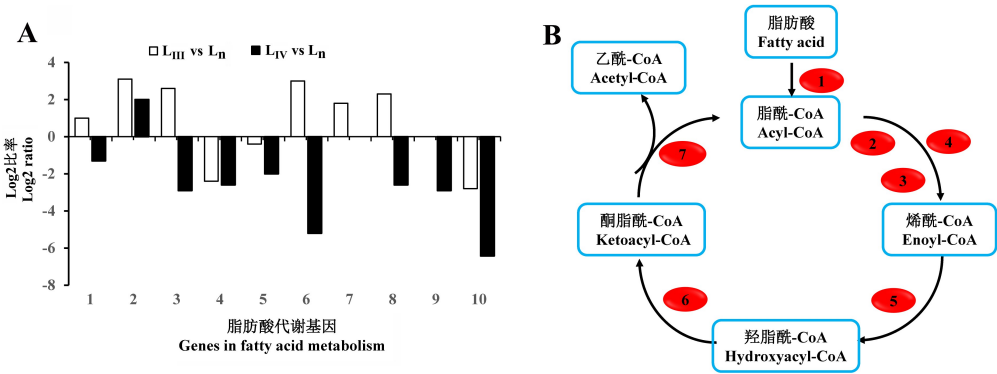 A
LIII vs Ln
LIV vs Ln
4
2
0
-2
-4
-6
-8
Log2比率
Log2 ratio
1 2 3 4 5 6 7 8 9 10
脂肪酸代谢基因
Genes in fatty acid metabolism
B
脂肪酸
Fatty acid
乙酰-CoA
Acetyl-CoA
1
脂酰-CoA
Acyl-CoA
2
4
3
7
酮脂酰-CoA
Ketoacyl-CoA
烯酰-CoA
Enoyl-CoA
6
5
羟脂酰-CoA
Hydroxyacyl-CoA